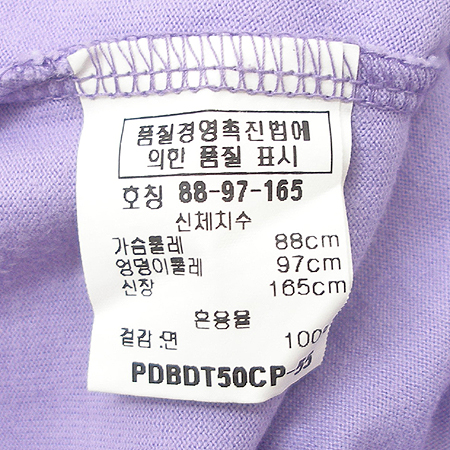 품질경영촉진법에
의한 품질 표시
호칭 88-97-165
신체치수
가슴둘레 88cm
엉덩이둘레 97cm
신장 165cm
혼용율
겉감:면 100
PDBDT50CP-55